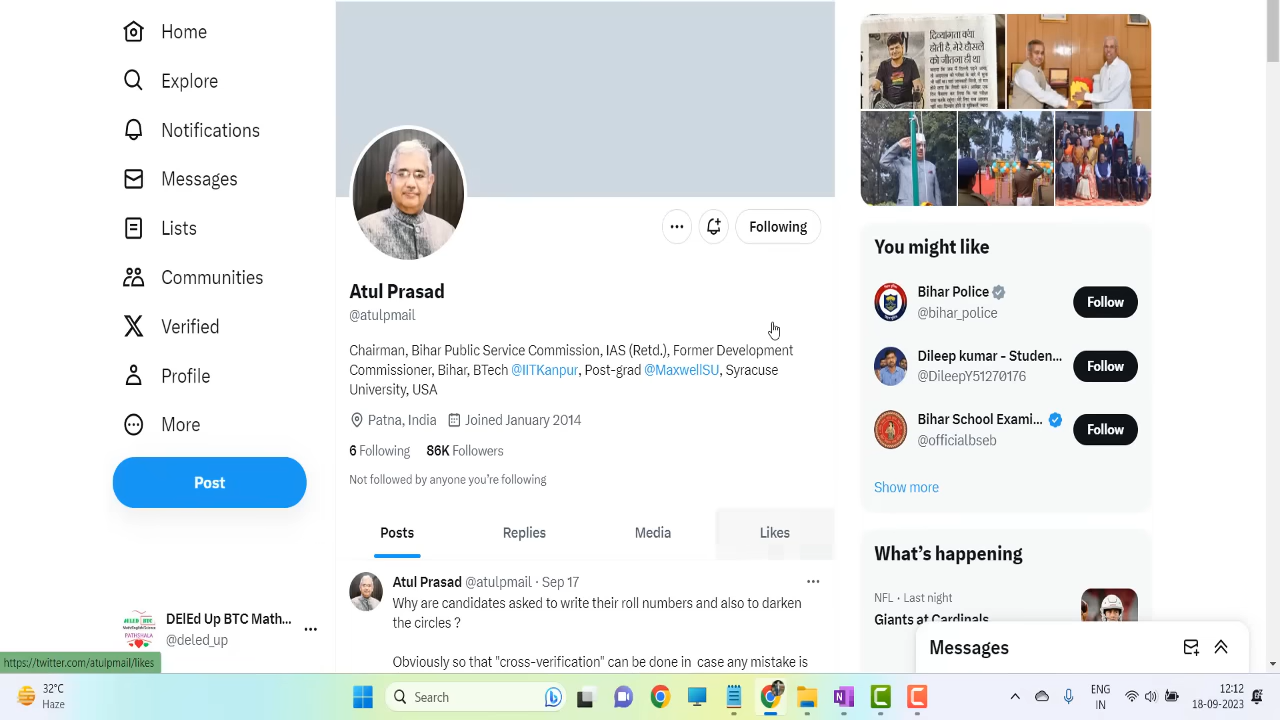 Home
Explore
Notifications
Messages
Lists
Communities
Verified
Profile
More
Post
DElEd Up BTC Math...
@deled_up
https://twitter.com/atulpmail/likes
Following
Atul Prasad
@atulpmail
Chairman, Bihar Public Service Commission, IAS (Retd.), Former Development
Commissioner, Bihar, BTech @IITKanpur, Post-grad @MaxwellSU, Syracuse
University, USA
Patna, India Joined January 2014
6 Following 86K Followers
Not followed by anyone you're following
Posts Replies Media Likes
Atul Prasad @atulpmail · Sep 17
Why are candidates asked to write their roll numbers and also to darken
the circles ?
Obviously so that "cross-verification" can be done in case any mistake is
दिव्यांगता क्या
होती है, मेरे हौसले
को जीतना ही था
You might like
Bihar Police
@bihar_police
Follow
Dileep kumar - Studen...
@DileepY51270176
Follow
Bihar School Exami...
@officialbseb
Follow
Show more
What's happening
NFL · Last night
Giants at Cardinals
Messages
32°C
Haze
Search
ENG
IN
12:12
18-09-2023